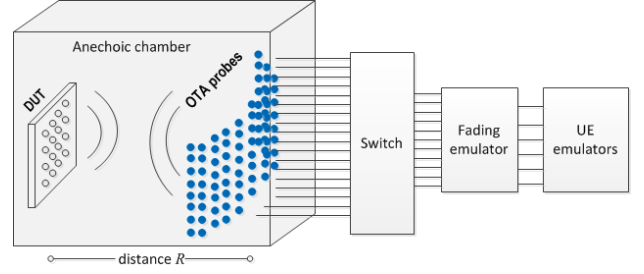 Anechoic chamber
DUT
OTA probes
Switch
Fading
emulator
UE
emulators
distance R